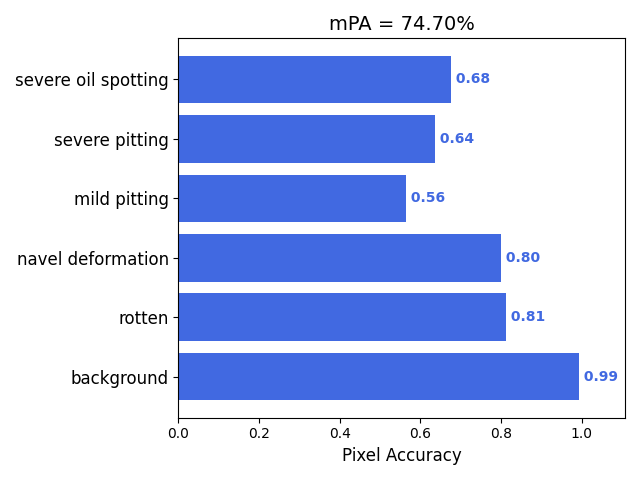 mPA = 74.70%
severe oil spotting 0.68
severe pitting 0.64
mild pitting 0.56
navel deformation 0.80
rotten 0.81
background 0.99
0.0 0.2 0.4 0.6 0.8 1.0
Pixel Accuracy